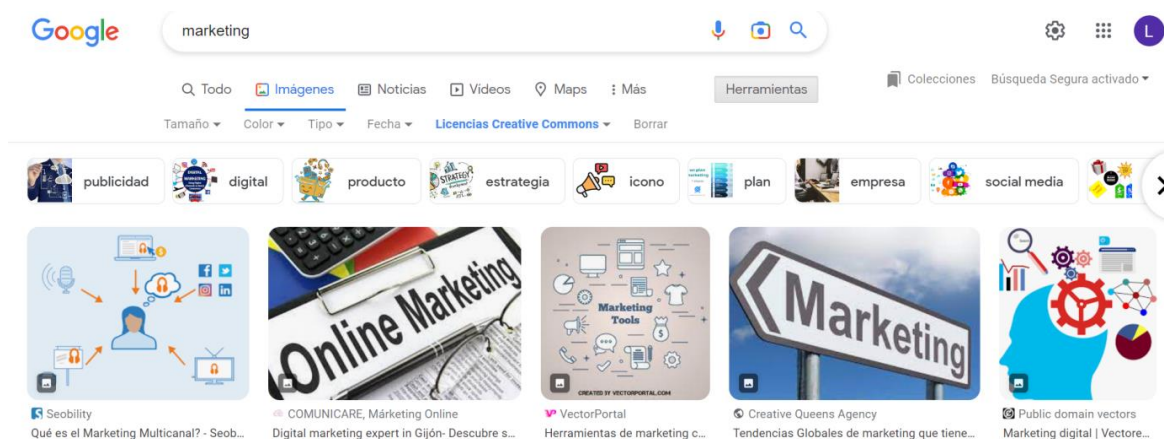 Google
marketing
L
Todo Imágenes Noticias Vídeos Maps Más Herramientas
Colecciones Búsqueda Segura activado
Tamaño Color Tipo Fecha Licencias Creative Commons Borrar
publicidad digital producto estrategia icono plan empresa social media
STRATEGY
Online Marketing
Marketing
Tools
CREATED BY VECTORPORTAL.COM
Marketing
Seobility COMUNICARE, Márketing Online VectorPortal Creative Queens Agency Public domain vectors
Qué es el Marketing Multicanal? - Seob... Digital marketing expert in Gijón- Descubre s... Herramientas de marketing c... Tendencias Globales de marketing que tiene... Marketing digital | Vectore...